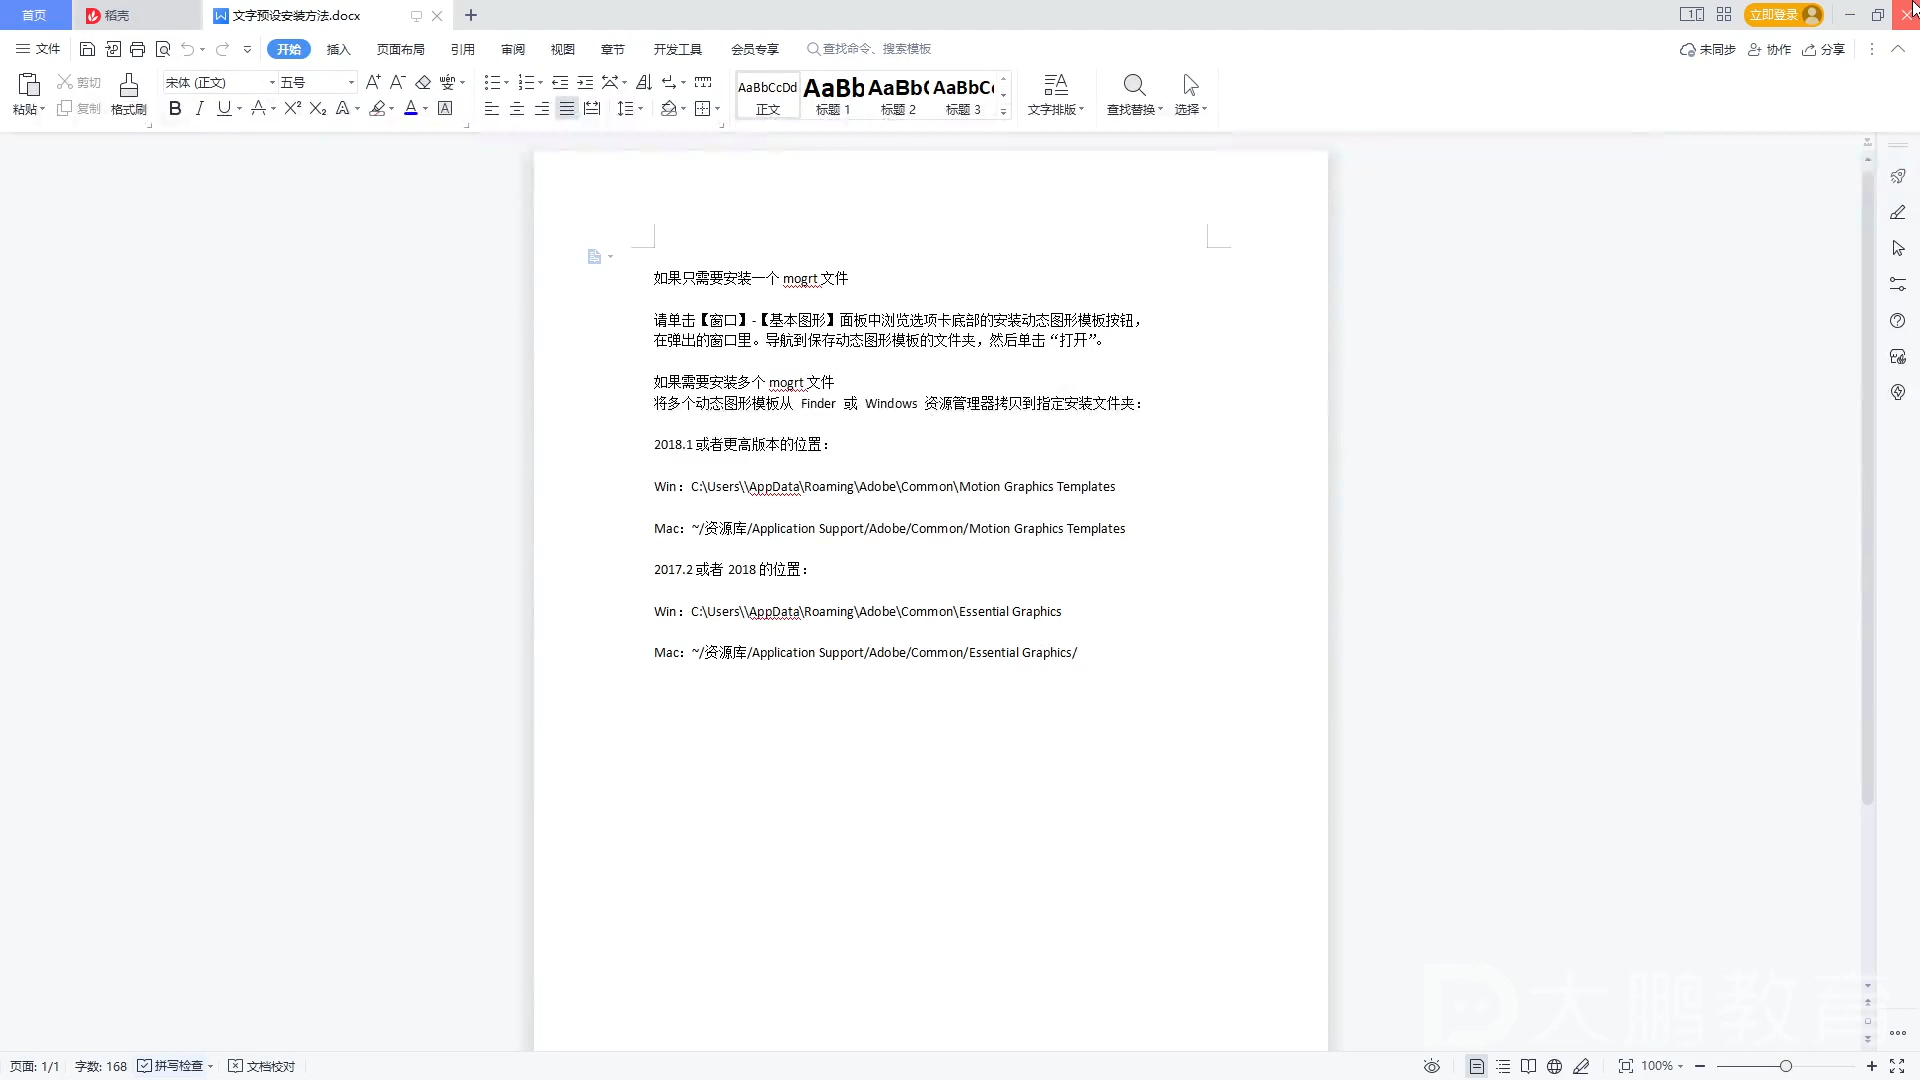 首页
稻壳
文字预设安装方法.docx
立即登录
文件
开始
插入
页面布局
引用
审阅
视图
章节
开发工具
会员专享
查找命令、搜索模板
未同步
协作
分享
粘贴
剪切
复制
格式刷
宋体 (正文)
五号
AaBbCcDd
正文
AaBb
标题 1
AaBb(
标题 2
AaBbC
标题 3
文字排版
查找替换
选择
如果只需要安装一个 mogrt 文件
请单击【窗口】-【基本图形】面板中浏览选项卡底部的安装动态图形模板按钮，
在弹出的窗口里。导航到保存动态图形模板的文件夹，然后单击“打开”。
如果需要安装多个 mogrt 文件
将多个动态图形模板从 Finder 或 Windows 资源管理器拷贝到指定安装文件夹：
2018.1 或者更高版本的位置：
Win：C:\Users\\AppData\Roaming\Adobe\Common\Motion Graphics Templates
Mac：~/资源库/Application Support/Adobe/Common/Motion Graphics Templates
2017.2 或者 2018 的位置：
Win：C:\Users\\AppData\Roaming\Adobe\Common\Essential Graphics
Mac：~/资源库/Application Support/Adobe/Common/Essential Graphics/
大鹏教育
页面: 1/1
字数: 168
拼写检查
文档校对
100%